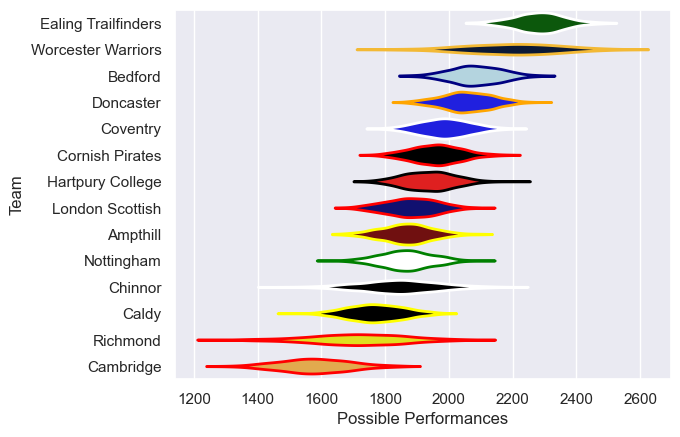 Ealing Trailfinders
Worcester Warriors
Bedford
Doncaster
Coventry
Cornish Pirates
Hartpury College
London Scottish
Ampthill
Nottingham
Chinnor
Caldy
Richmond
Cambridge
Team
1200 1400 1600 1800 2000 2200 2400 2600
Possible Performances